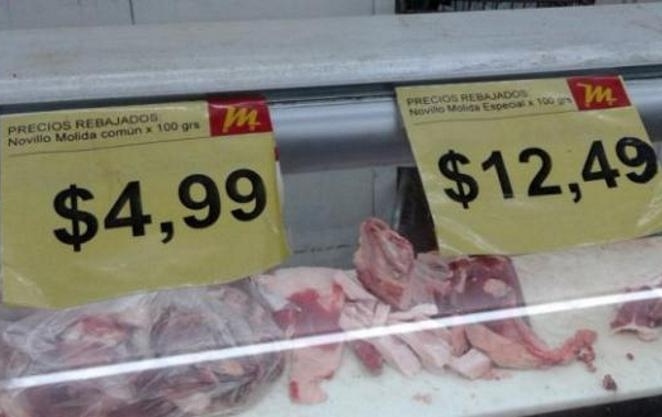 PRECIOS REBAJADOS
Novillo Molida común x 100 grs
$4,99
PRECIOS REBAJADOS
Novillo Molida Especial x 100 grs
$12,49